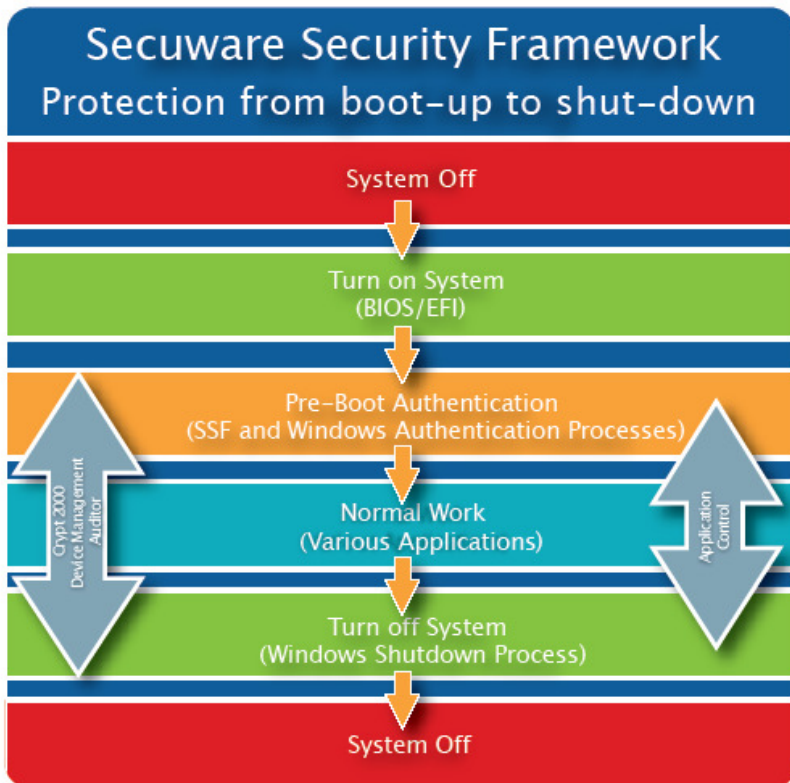 Secuware Security Framework
Protection from boot-up to shut-down
System Off
Turn on System
(BIOS/EFI)
Pre-Boot Authentication
(SSF and Windows Authentication Processes)
Crypt 2000
Device Management
Auditor
Normal Work
(Various Applications)
Application
Control
Turn off System
(Windows Shutdown Process)
System Off